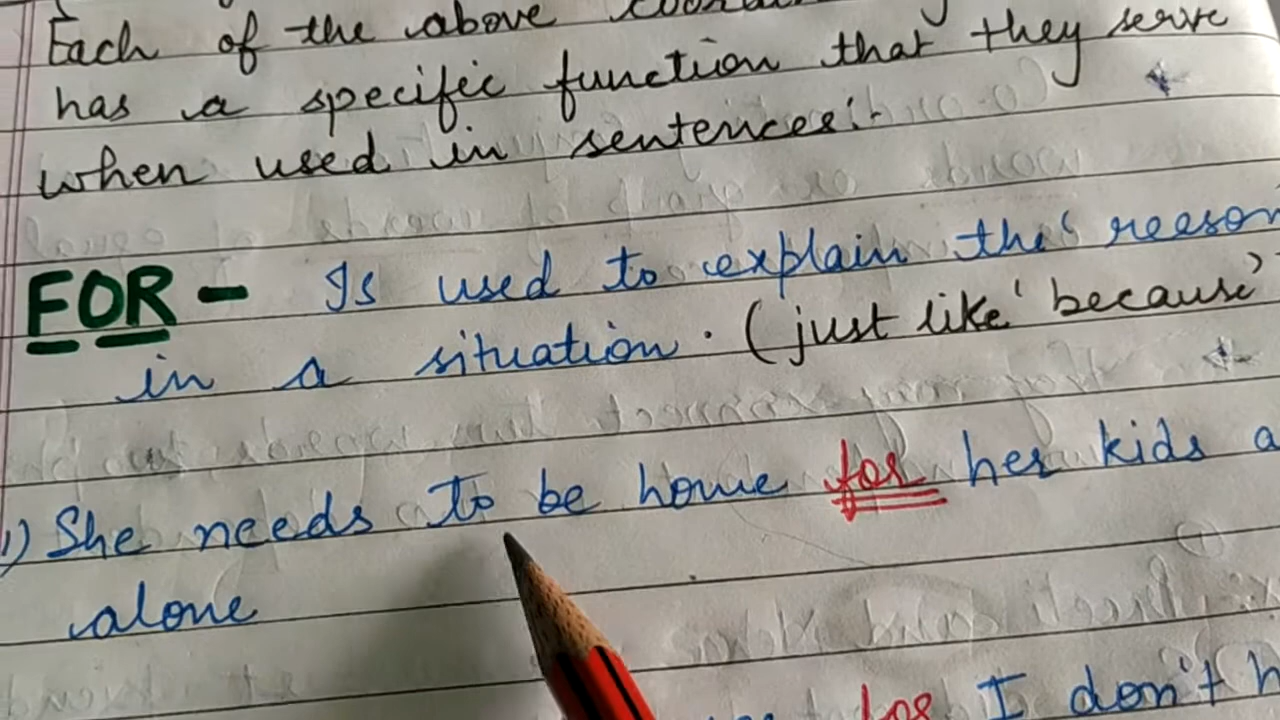 Each of the above
has a specific function that they serve
when used in sentences:-
FOR - Is used to explain the reason
in a situation. (just like 'because'
1) She needs to be home for her kids
alone
for I don't